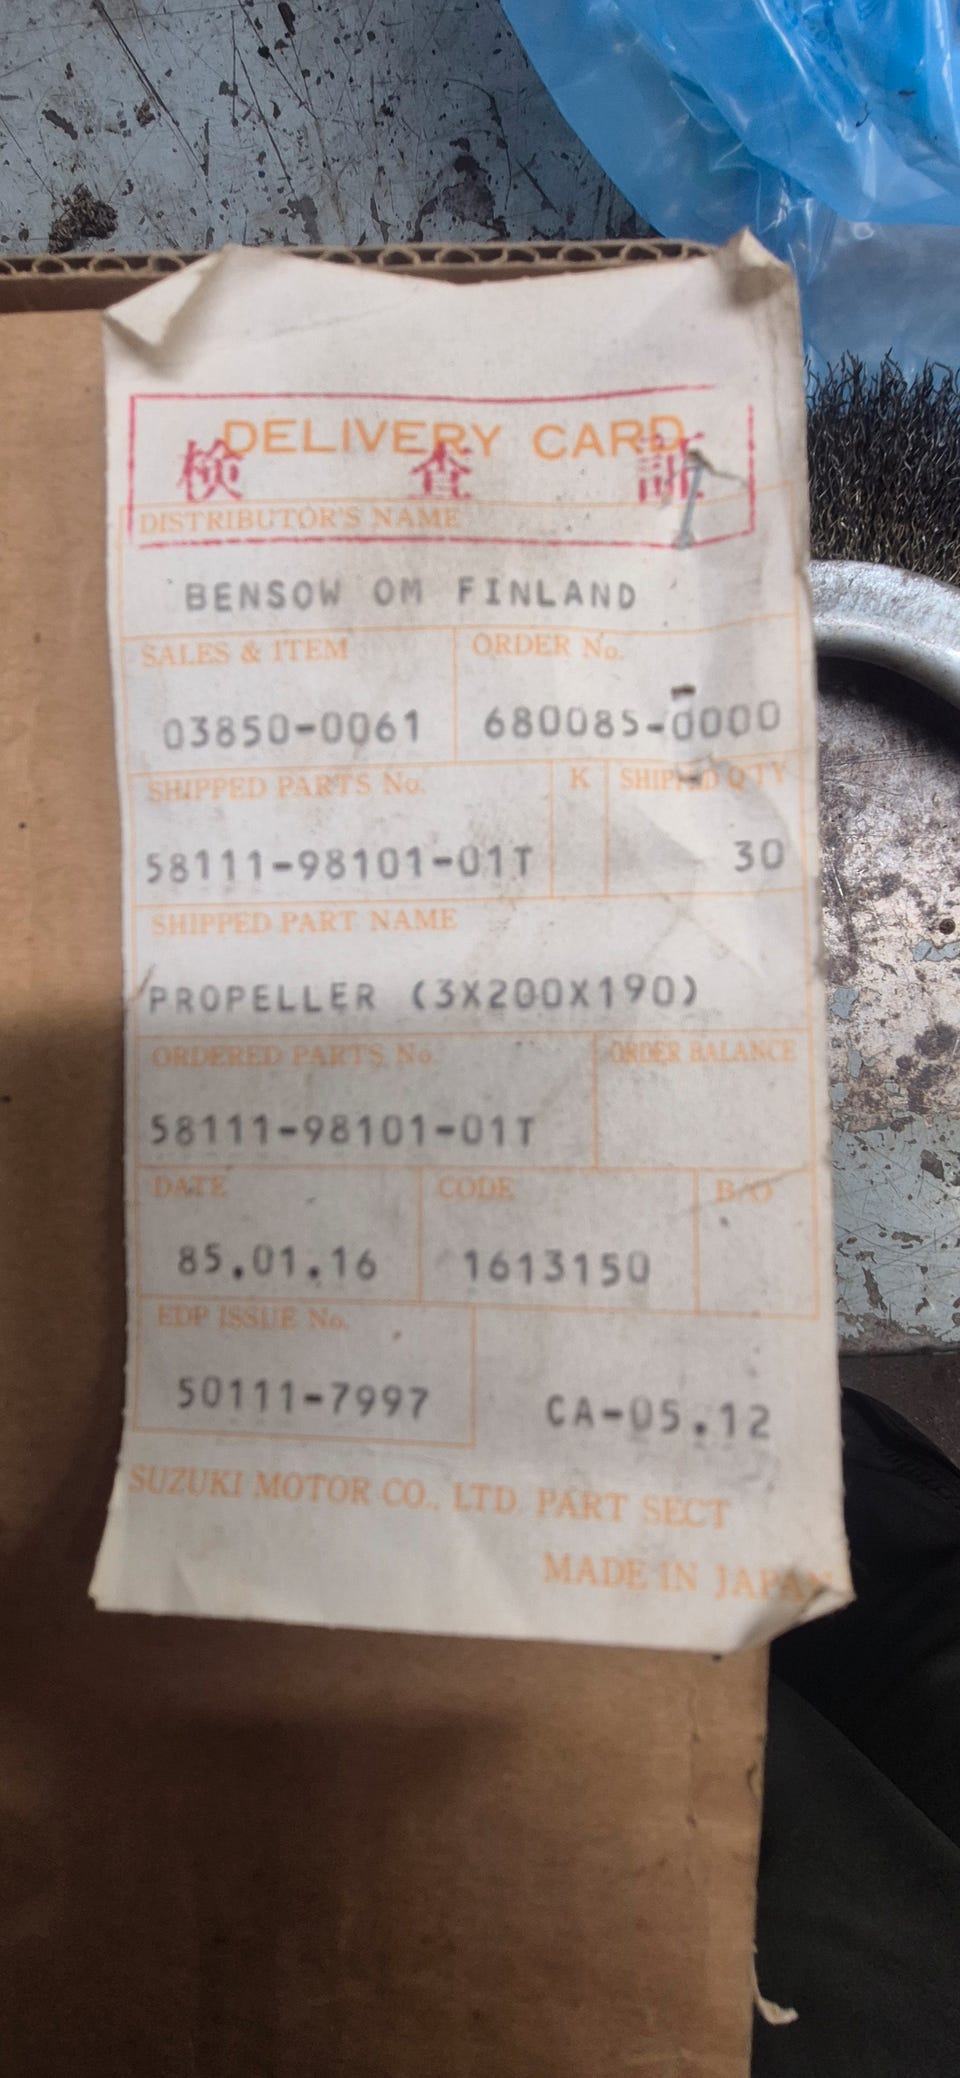 DELIVERY CARD
検 査 証
DISTRIBUTOR'S NAME
BENSOW OM FINLAND
SALES & ITEM ORDER No.
03850-0061 680085-0000
SHIPPED PARTS No. K SHIPPED Q'TY
58111-98101-01T 30
SHIPPED PART NAME
PROPELLER (3X200X190)
ORDERED PARTS No. ORDER BALANCE
58111-98101-01T
DATE CODE B/O
85.01.16 1613150
EDP ISSUE No.
50111-7997 CA-05.12
SUZUKI MOTOR CO., LTD. PART SECT
MADE IN JAPAN